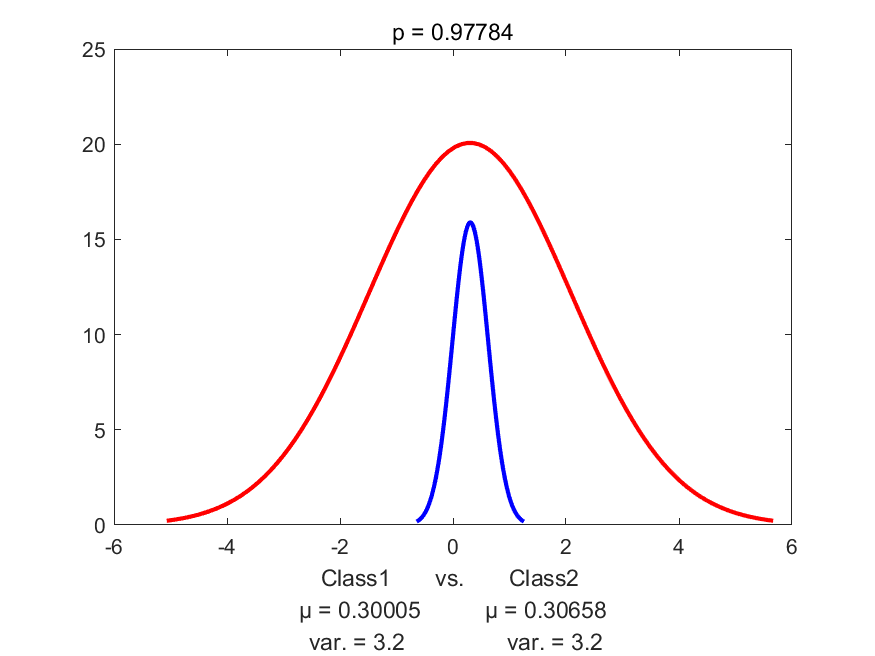 p = 0.97784
25
20
15
10
5
0
-6 -4 -2 0 2 4 6
Class1 vs. Class2
μ = 0.30005 μ = 0.30658
var. = 3.2 var. = 3.2